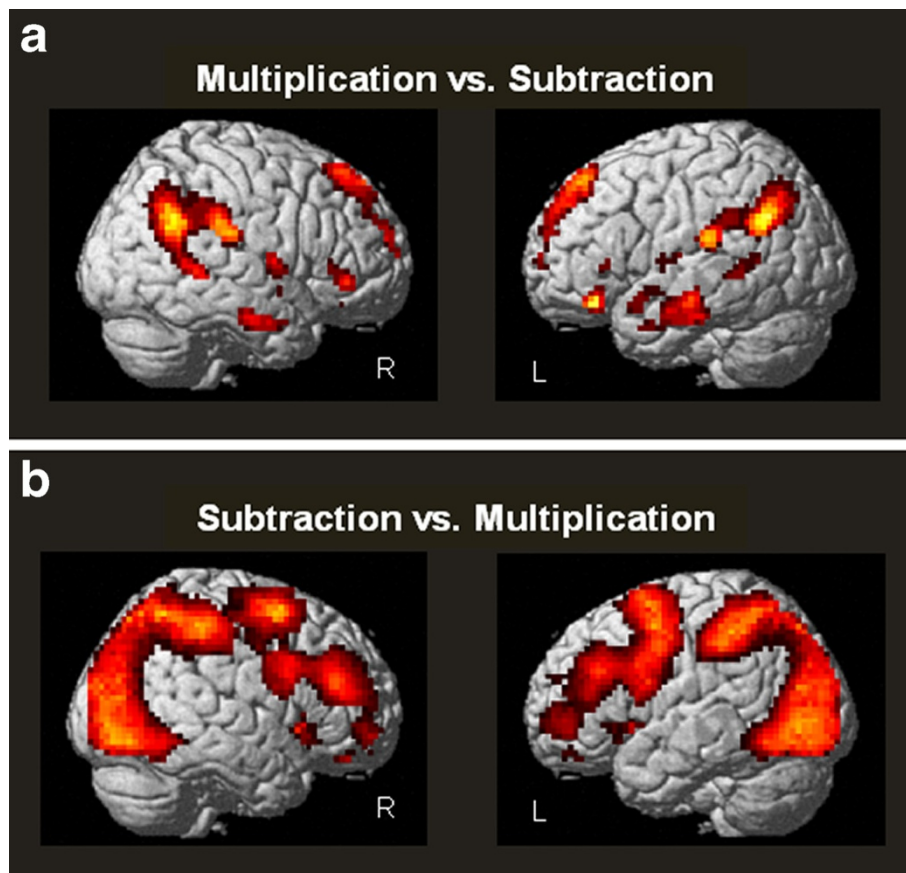 a
Multiplication vs. Subtraction
R
L
b
Subtraction vs. Multiplication
R
L